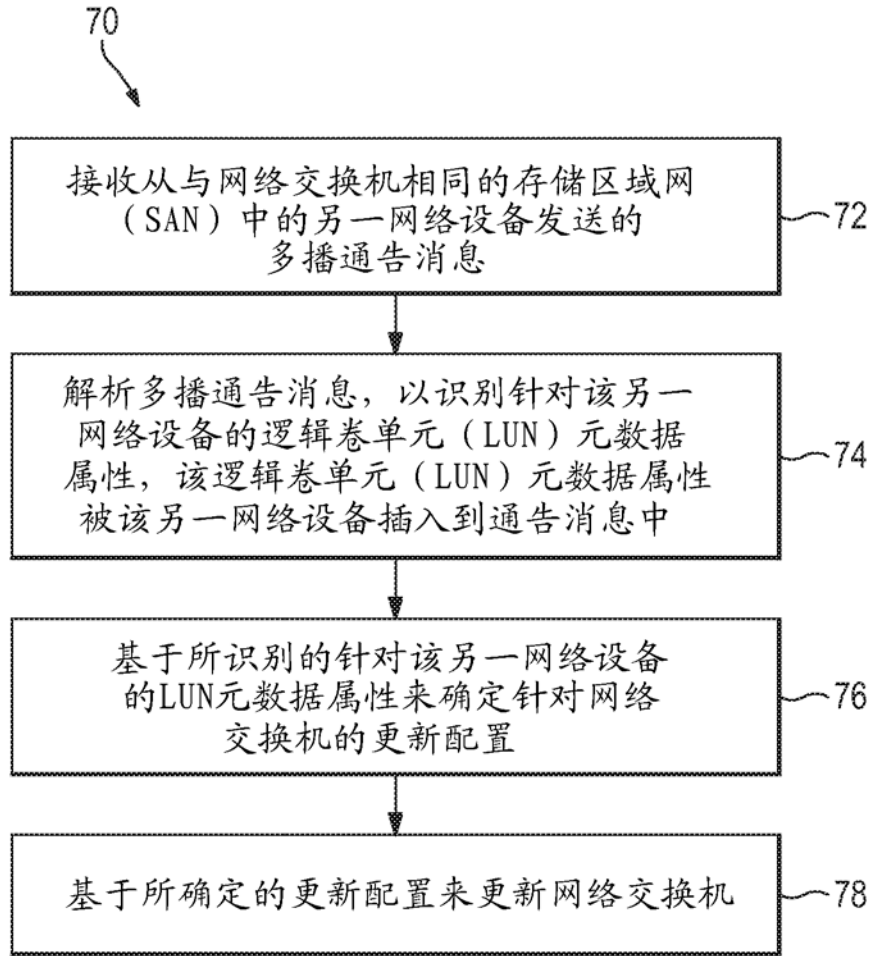 70
接收从与网络交换机相同的存储区域网
（SAN）中的另一网络设备发送的
多播通告消息
72
解析多播通告消息，以识别针对该另一
网络设备的逻辑卷单元（LUN）元数据
属性，该逻辑卷单元（LUN）元数据属性
被该另一网络设备插入到通告消息中
74
基于所识别的针对该另一网络设备
的LUN元数据属性来确定针对网络
交换机的更新配置
76
基于所确定的更新配置来更新网络交换机
78